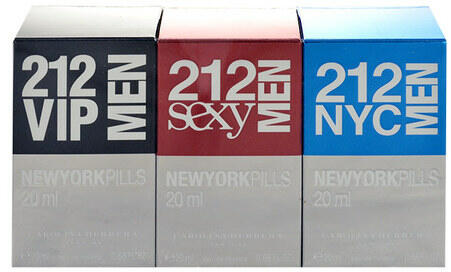 212
VIP
MEN
NEWYORKPILLS
20 ml
CAROLINA HERRERA
212
sexy
MEN
NEWYORKPILLS
20 ml
CAROLINA HERRERA
212
NYC
MEN
NEWYORKPILLS
20 ml
CAROLINA HERRERA